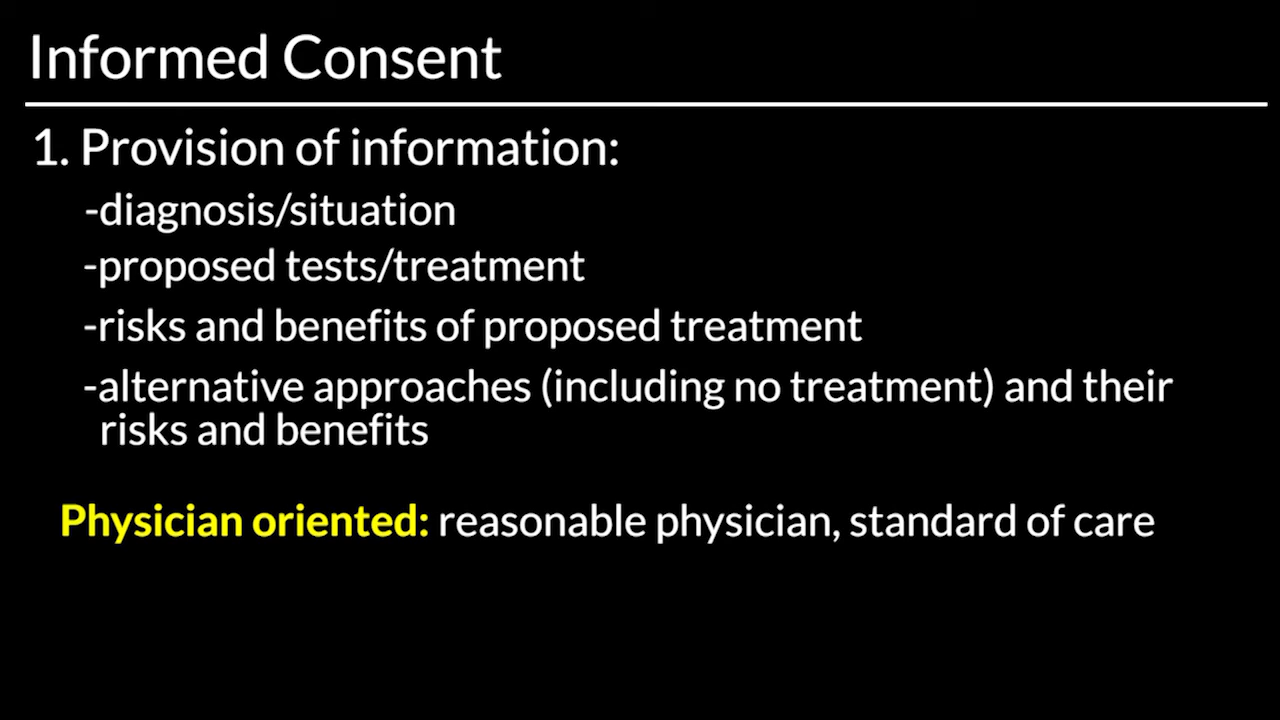 Informed Consent
1. Provision of information:
-diagnosis/situation
-proposed tests/treatment
-risks and benefits of proposed treatment
-alternative approaches (including no treatment) and their
risks and benefits
Physician oriented: reasonable physician, standard of care